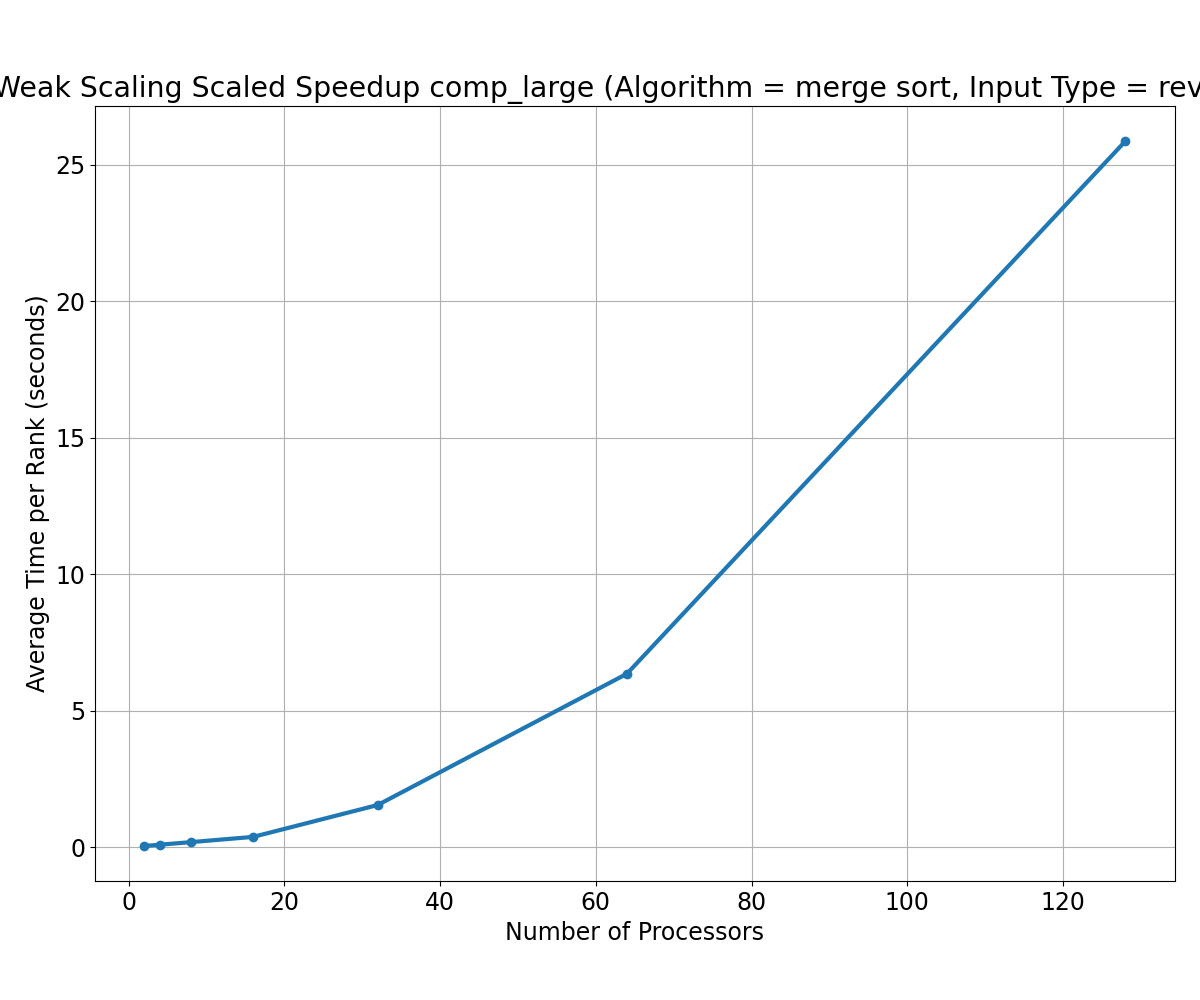 Weak Scaling Scaled Speedup comp_large (Algorithm = merge sort, Input Type = rev
25
20
15
10
5
0
Average Time per Rank (seconds)
0 20 40 60 80 100 120
Number of Processors